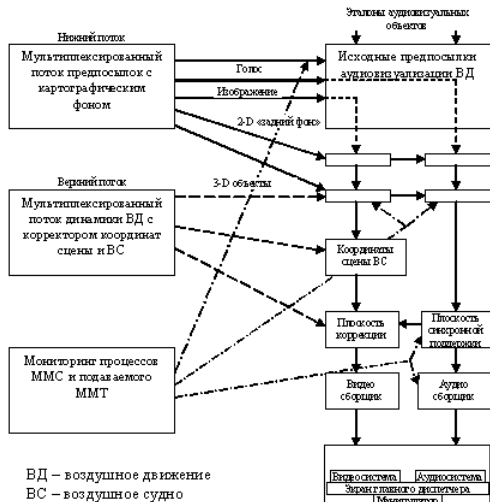 Эталоны аудиовизуальных
объектов
Нижний поток
Мультиплексированный
поток предпосылок с
картографическим
фоном
Исходные предпосылки
аудиовизуализации ВД
Голос
Изображение
2-D «задний фон»
Верхний поток
3-D объекты
Мультиплексированный
поток динамики ВД с
корректором координат
сцены и ВС
Координаты
сцены ВС
Плоскость
коррекции
Плоскость
синхронной
поддержки
Мониторинг процессов
ММС и подаваемого
ММТ
Видео
сборщик
Аудио
сборщик
Видеосистема
Аудиосистема
Экран главного диспетчера
Манипулятор
ВД – воздушное движение
ВС – воздушное судно